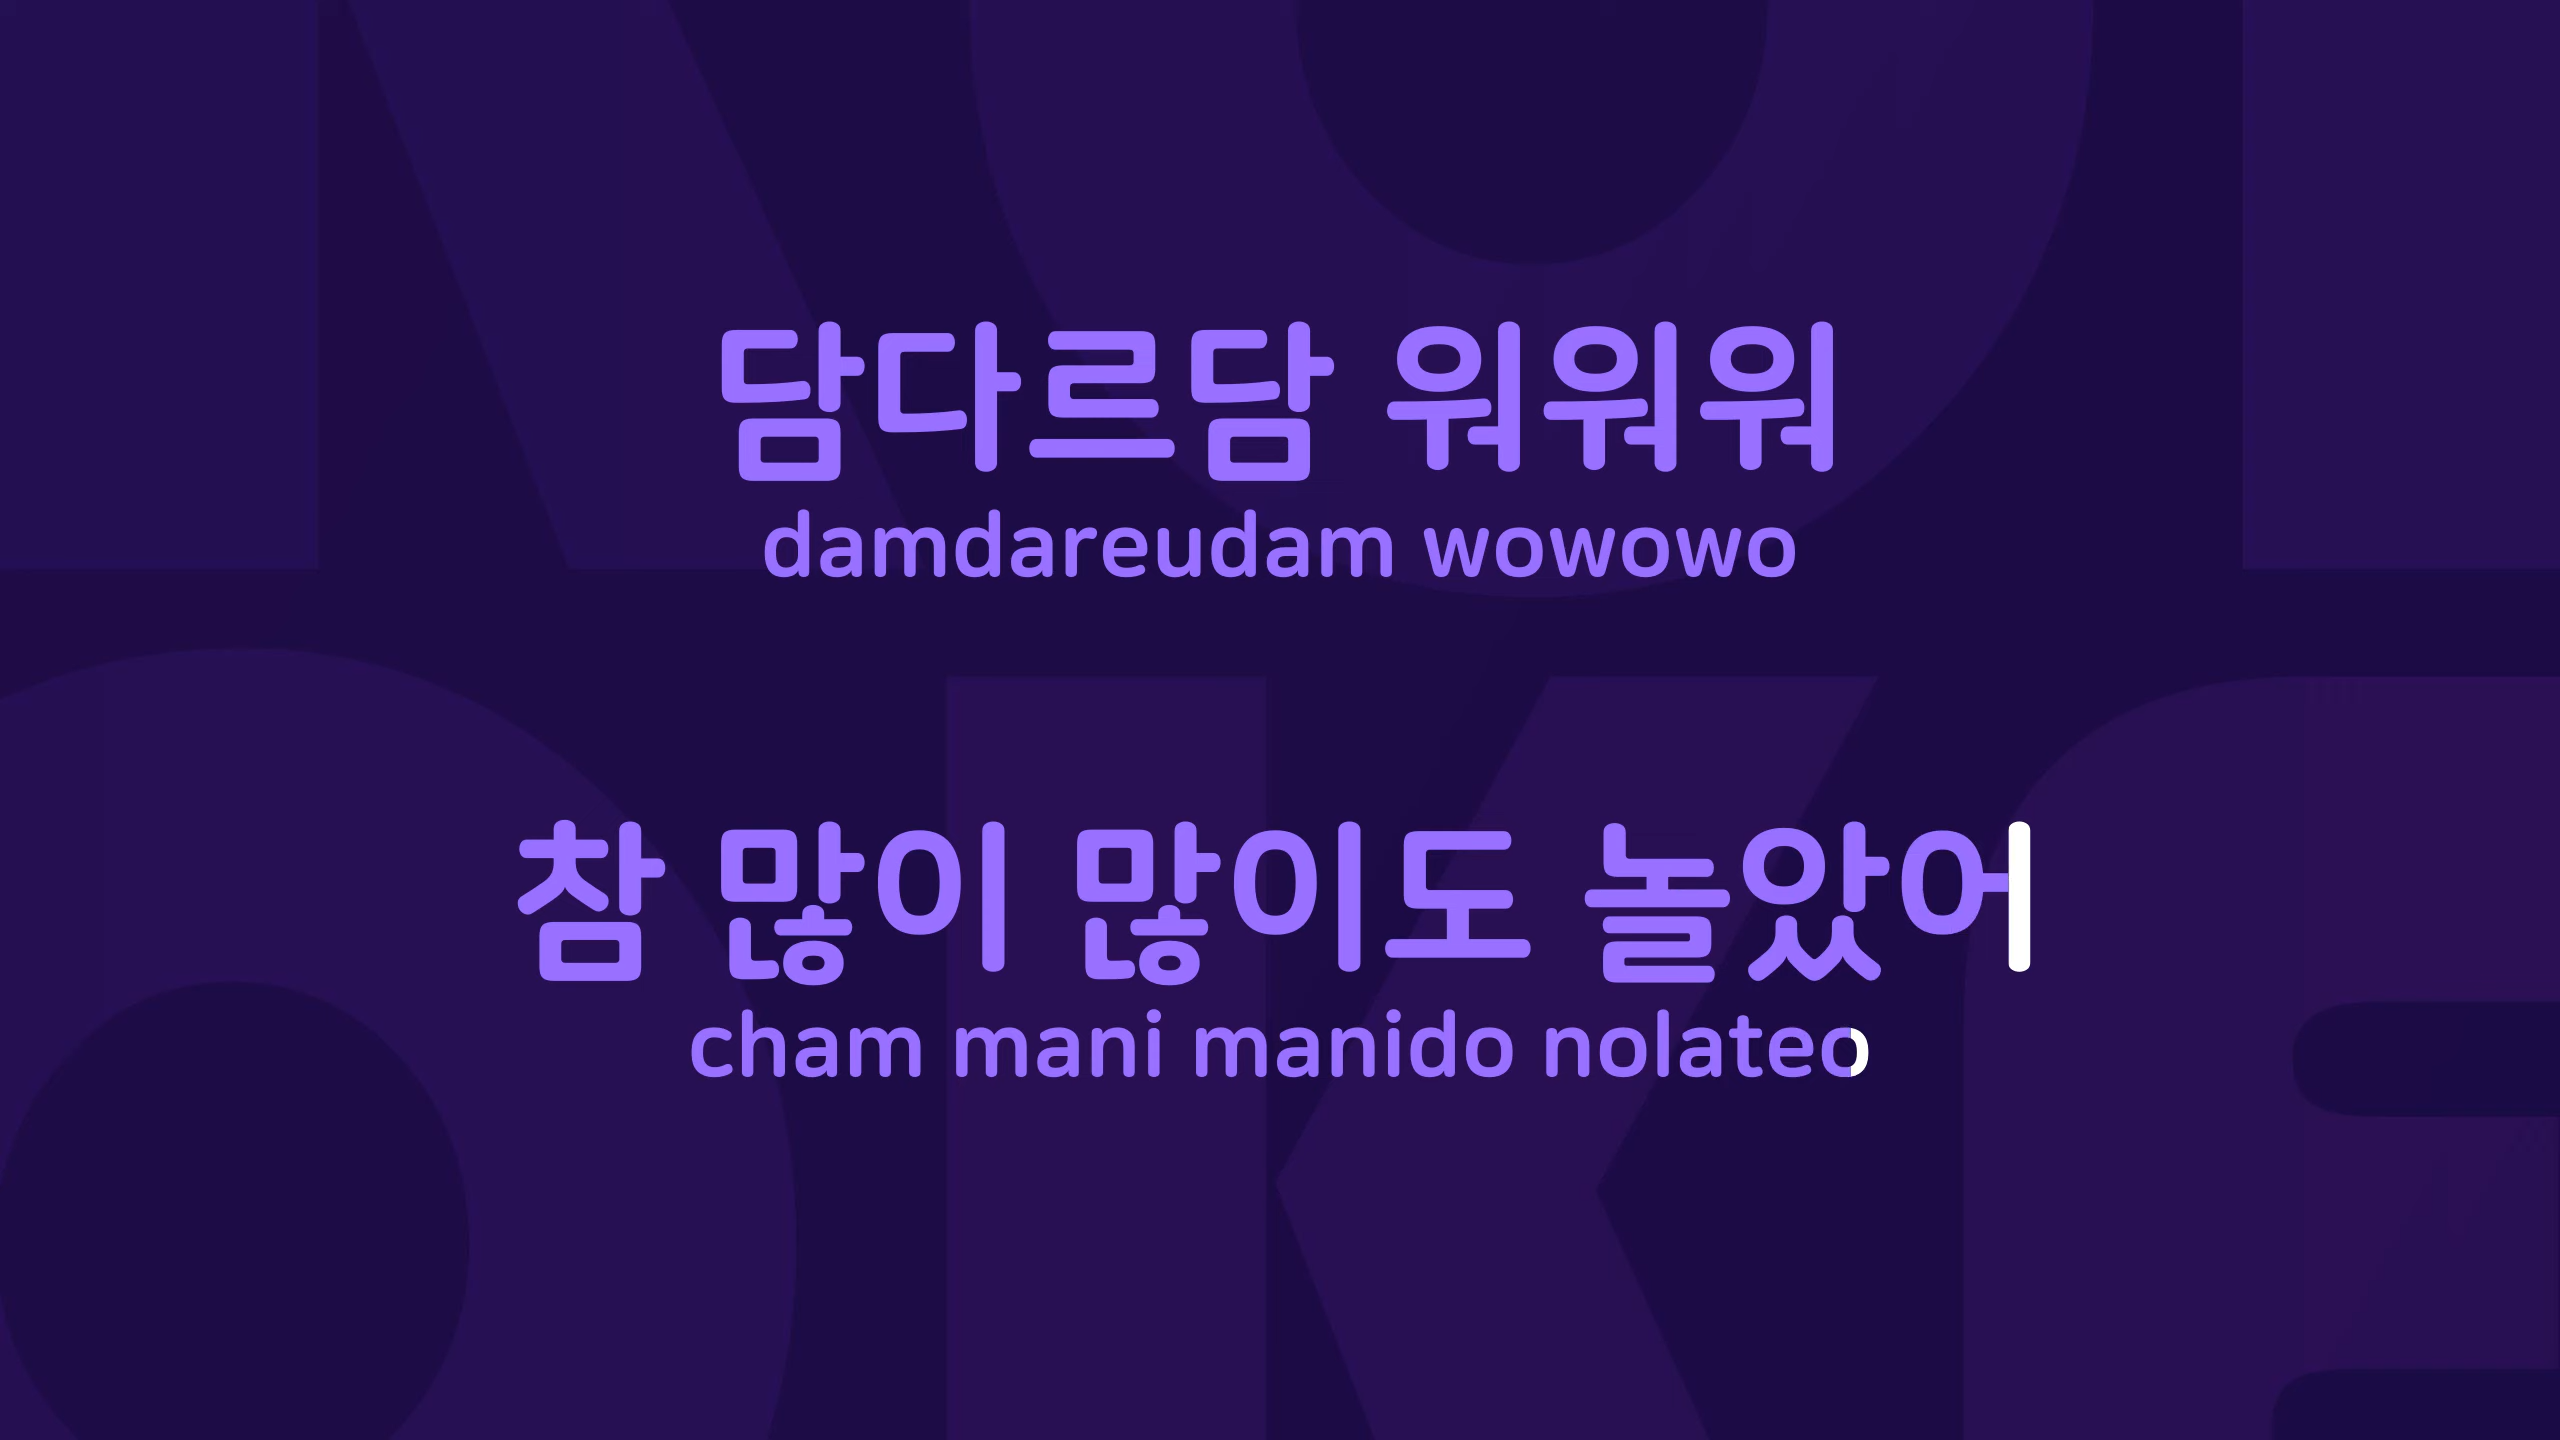 담다르담 워워워
damdareudam wowowo
참 많이 많이도 놀았어
cham mani manido nolateo